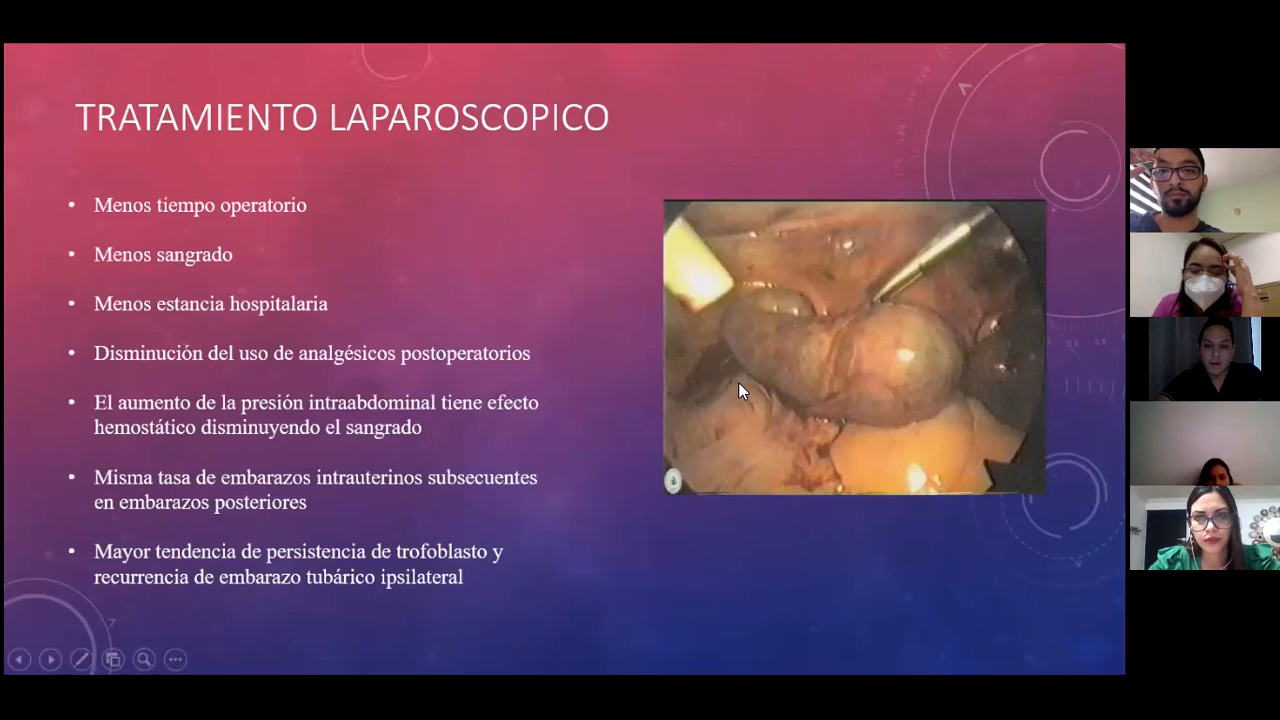 TRATAMIENTO LAPAROSCOPICO
• Menos tiempo operatorio
• Menos sangrado
• Menos estancia hospitalaria
• Disminución del uso de analgésicos postoperatorios
• El aumento de la presión intraabdominal tiene efecto
hemostático disminuyendo el sangrado
• Misma tasa de embarazos intrauterinos subsecuentes
en embarazos posteriores
• Mayor tendencia de persistencia de trofoblasto y
recurrencia de embarazo tubárico ipsilateral